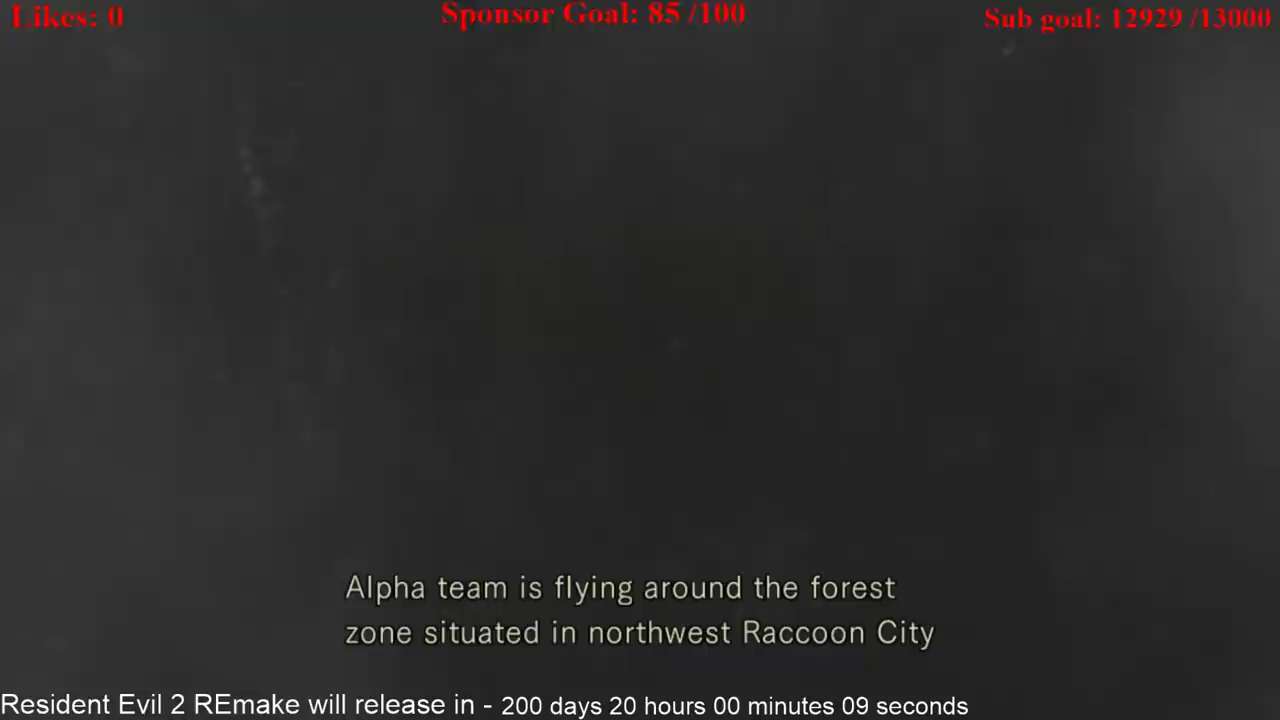 Likes: 0
Sponsor Goal: 85 /100
Sub goal: 12929 /13000
Alpha team is flying around the forest
zone situated in northwest Raccoon City
Resident Evil 2 REmake will release in - 200 days 20 hours 00 minutes 09 seconds